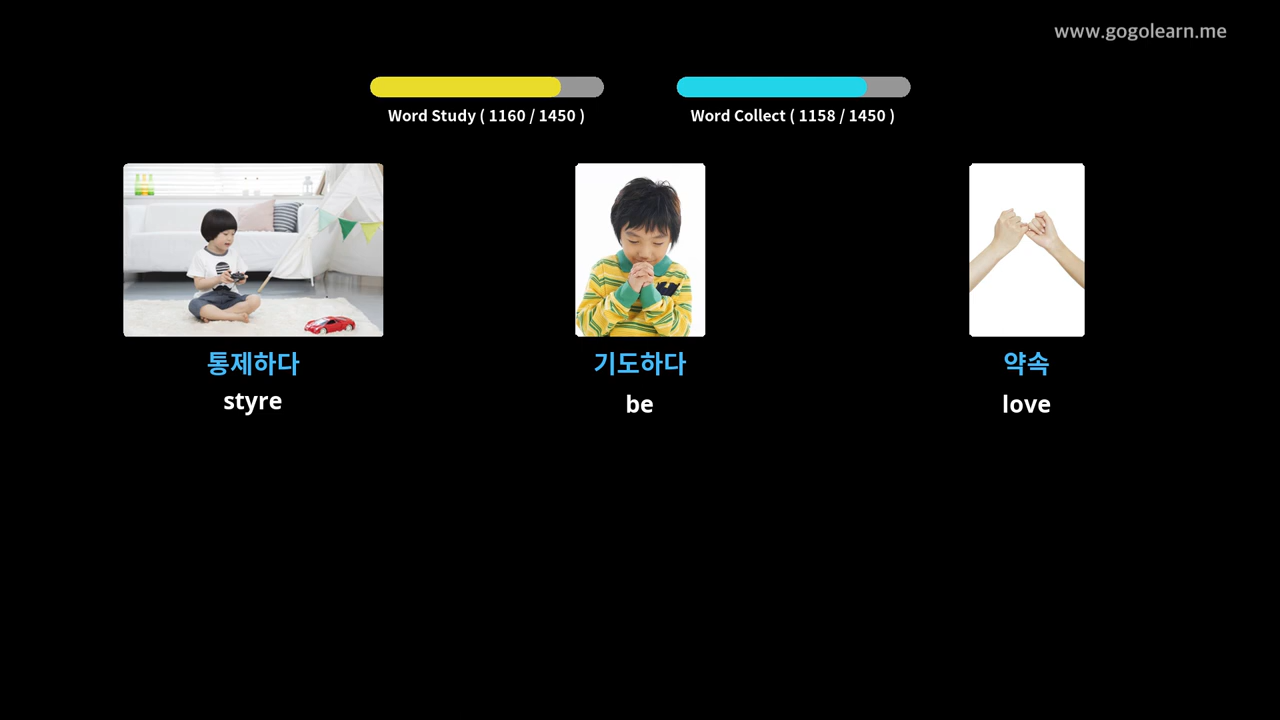 www.gogolearn.me
Word Study ( 1160 / 1450 )
Word Collect ( 1158 / 1450 )
통제하다
기도하다
약속
styre
be
love